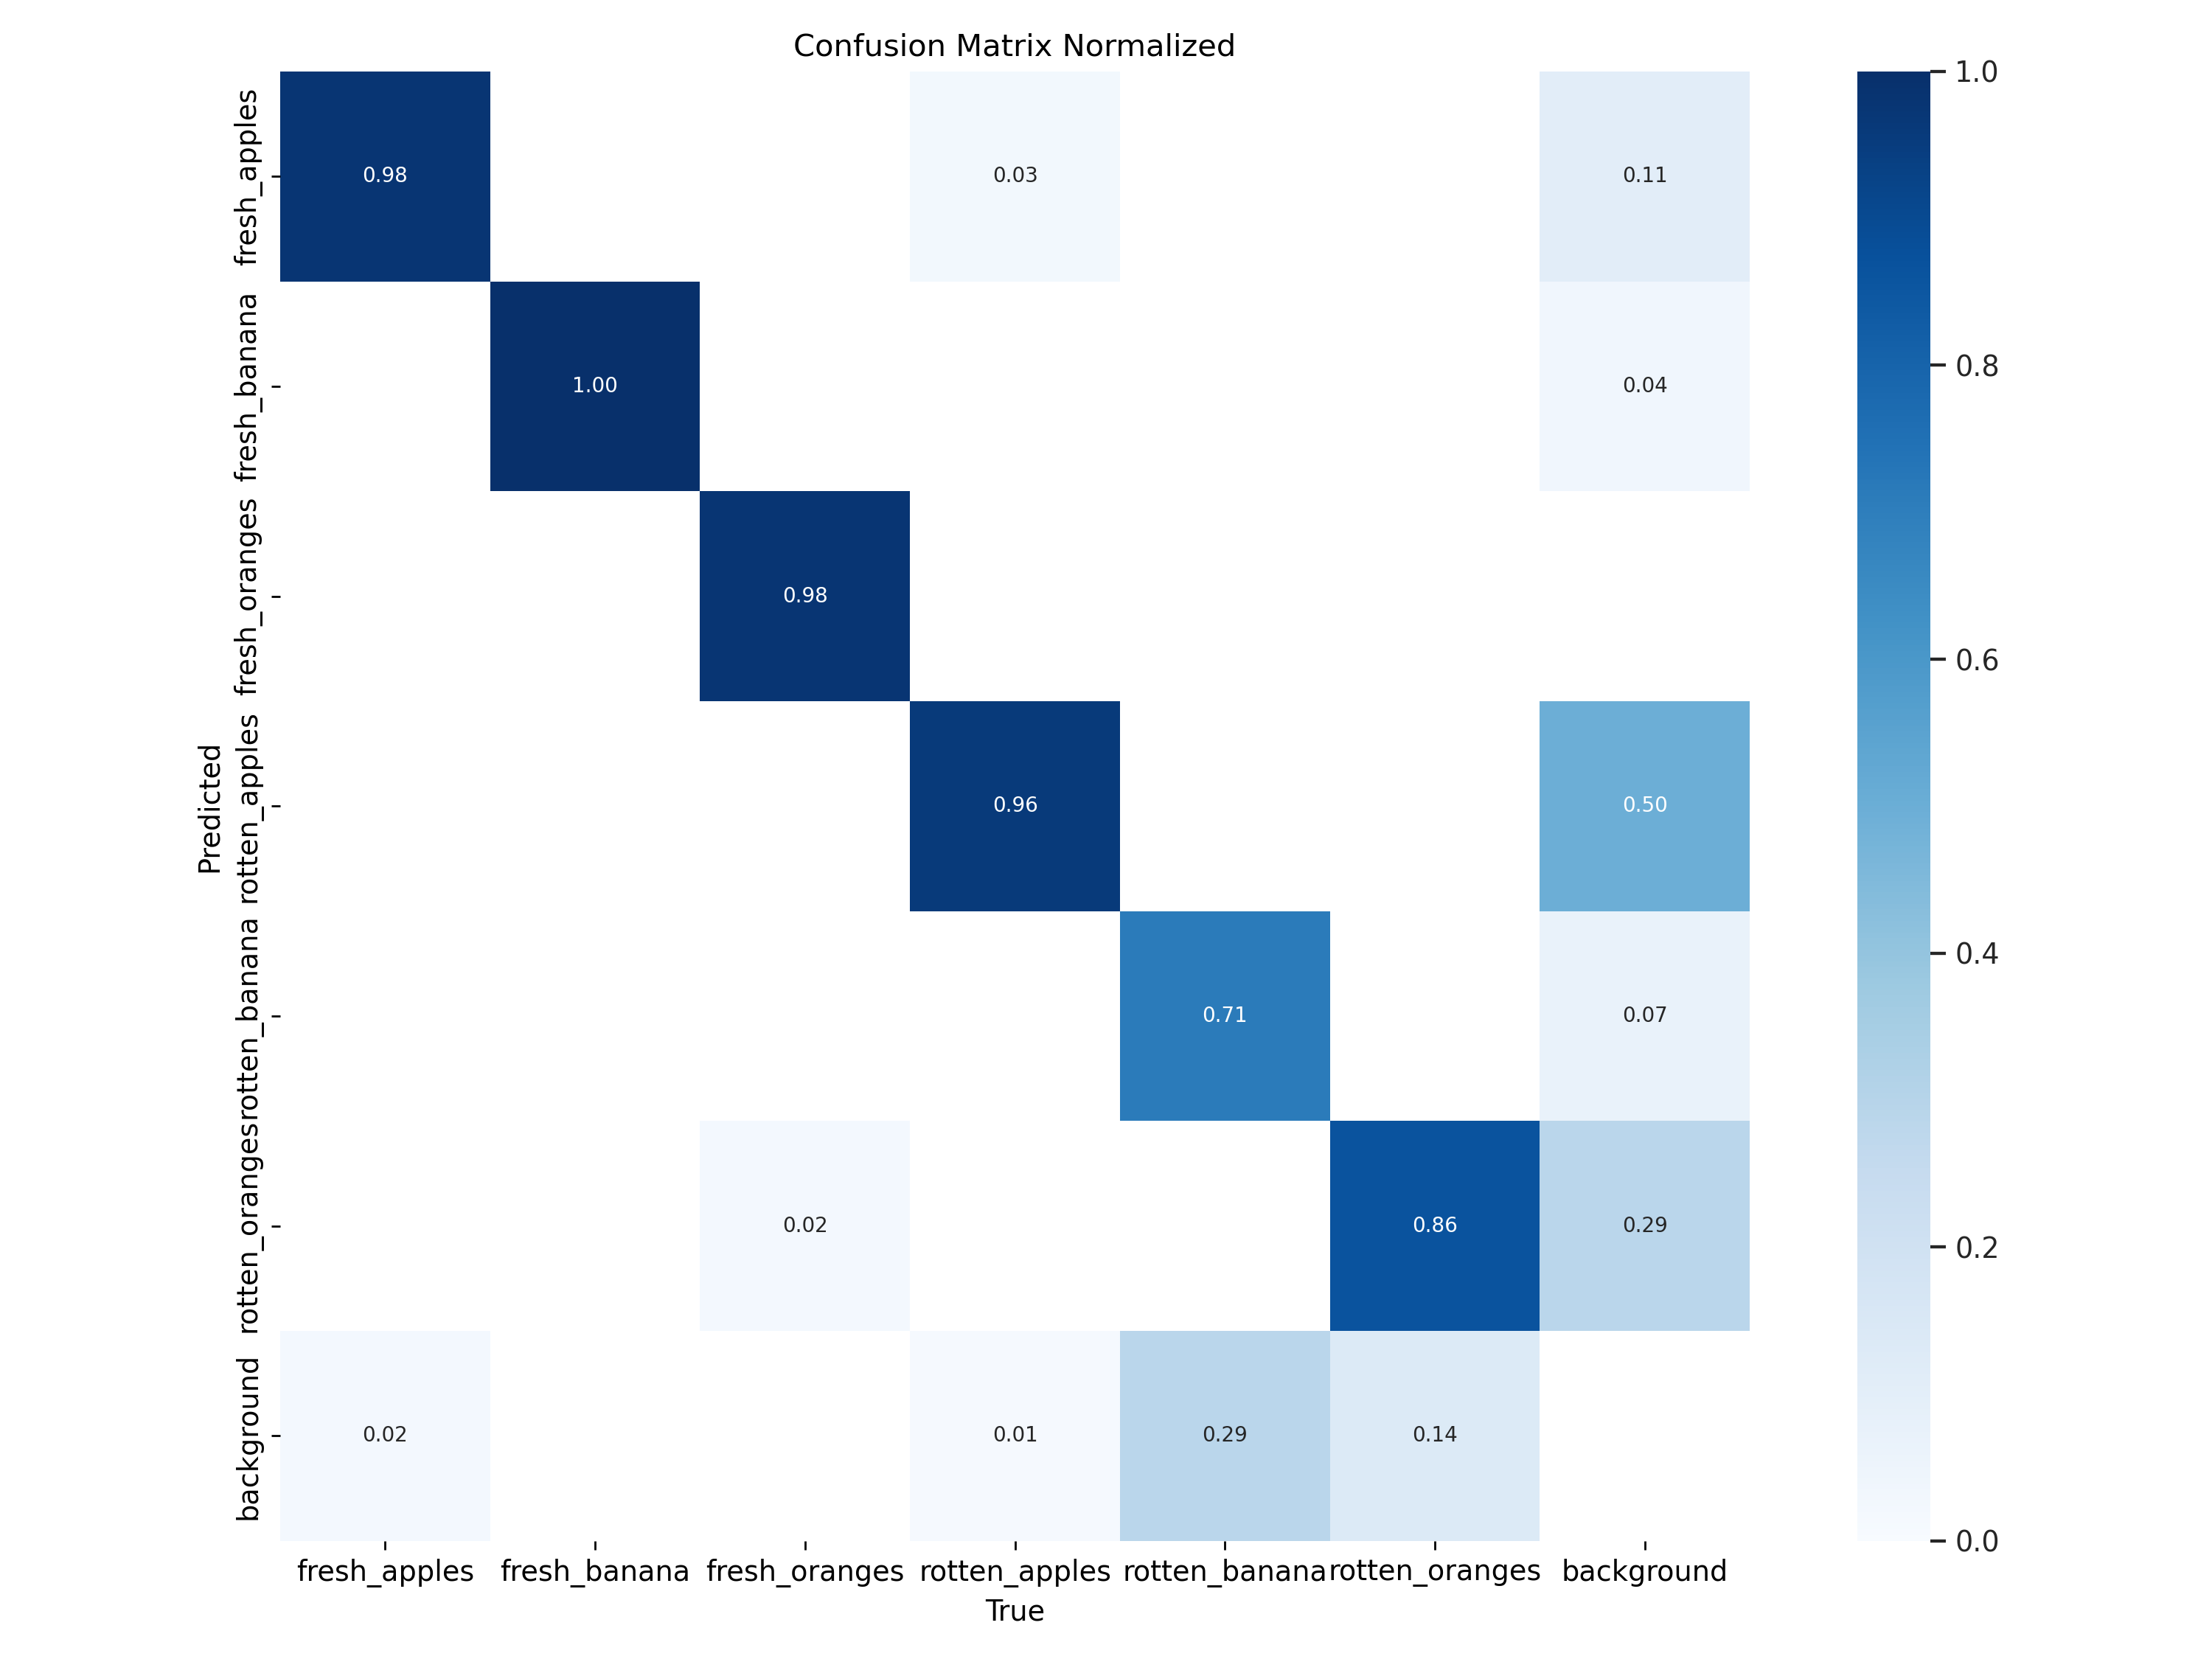 Confusion Matrix Normalized
fresh_apples
0.98
0.03
0.11
1.0
fresh_banana
1.00
0.04
0.8
fresh_oranges
0.98
0.6
Predicted
rotten_apples
0.96
0.50
rotten_banana
0.71
0.07
0.4
rotten_oranges
0.02
0.86
0.29
0.2
background
0.02
0.01
0.29
0.14
0.0
fresh_apples fresh_banana fresh_oranges rotten_apples rotten_banana rotten_oranges background
True